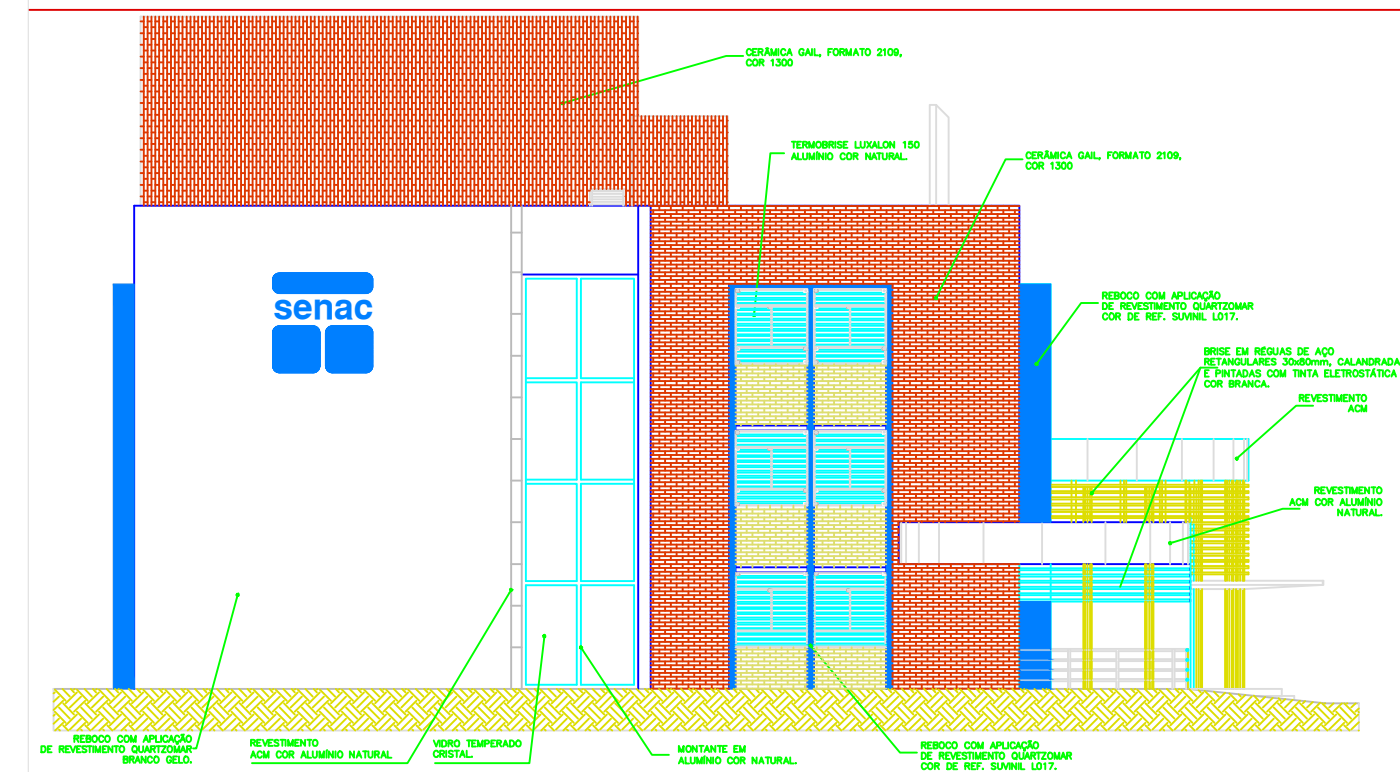 CERÂMICA GAIL, FORMATO 2109,
COR 1300
TERMOBRISE LUXALON 150
ALUMÍNIO COR NATURAL.
CERÂMICA GAIL, FORMATO 2109,
COR 1300
senac
REBOCO COM APLICAÇÃO
DE REVESTIMENTO QUARTZOMAR
COR DE REF. SUVINIL L017.
BRISE EM RÉGUAS DE AÇO
RETANGULARES 30x60mm, CALANDRADA
E PINTADAS COM TINTA ELETROSTÁTICA
COR BRANCA.
REVESTIMENTO
ACM
REVESTIMENTO
ACM COR ALUMÍNIO
NATURAL.
REBOCO COM APLICAÇÃO
DE REVESTIMENTO QUARTZOMAR
BRANCO GELO.
REVESTIMENTO
ACM COR ALUMÍNIO NATURAL
VIDRO TEMPERADO
CRISTAL.
MONTANTE EM
ALUMÍNIO COR NATURAL.
REBOCO COM APLICAÇÃO
DE REVESTIMENTO QUARTZOMAR
COR DE REF. SUVINIL L017.